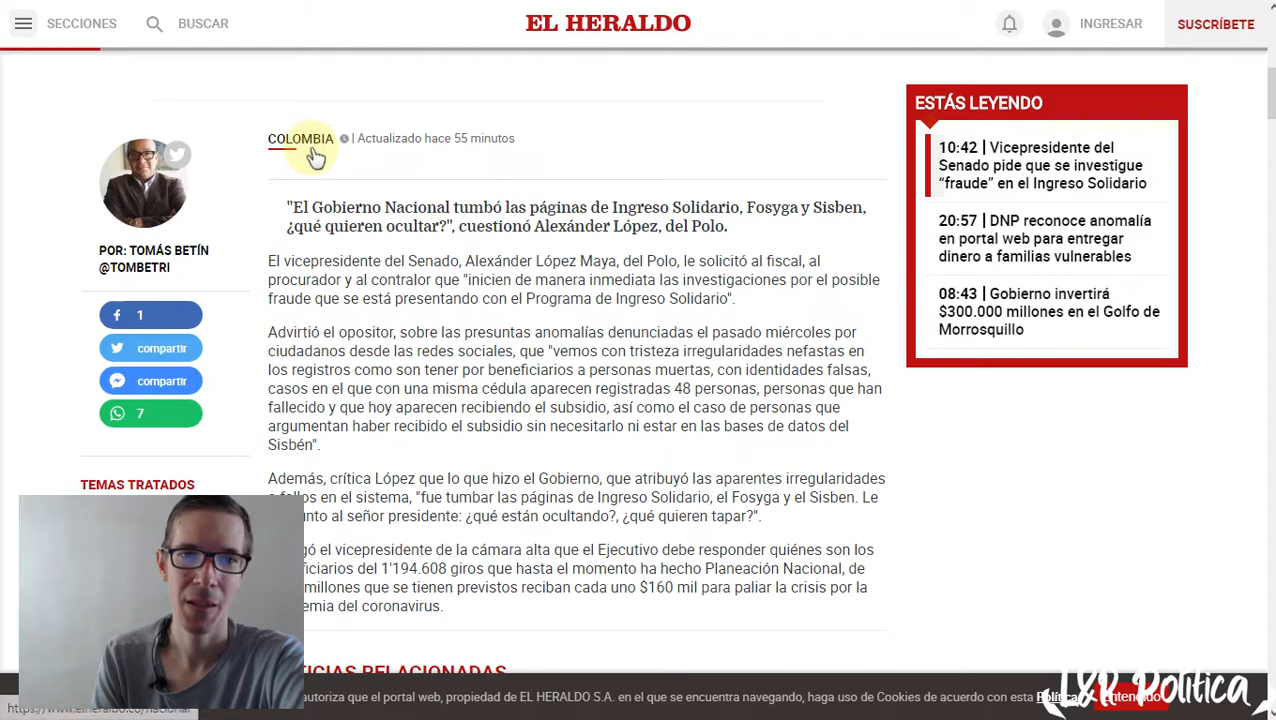 SECCIONES
BUSCAR
EL HERALDO
INGRESAR
SUSCRÍBETE
COLOMBIA | Actualizado hace 55 minutos
POR: TOMÁS BETÍN
@TOMBETRI
1
compartir
compartir
7
TEMAS TRATADOS
"El Gobierno Nacional tumbó las páginas de Ingreso Solidario, Fosyga y Sisben,
¿qué quieren ocultar?", cuestionó Alexánder López, del Polo.
El vicepresidente del Senado, Alexánder López Maya, del Polo, le solicitó al fiscal, al
procurador y al contralor que "inicien de manera inmediata las investigaciones por el posible
fraude que se está presentando con el Programa de Ingreso Solidario".
Advirtió el opositor, sobre las presuntas anomalías denunciadas el pasado miércoles por
ciudadanos desde las redes sociales, que "vemos con tristeza irregularidades nefastas en
los registros como son tener por beneficiarios a personas muertas, con identidades falsas,
casos en el que con una misma cédula aparecen registradas 48 personas, personas que han
fallecido y que hoy aparecen recibiendo el subsidio, así como el caso de personas que
argumentan haber recibido el subsidio sin necesitarlo ni estar en las bases de datos del
Sisbén".
Además, crítica López que lo que hizo el Gobierno, que atribuyó las aparentes irregularidades
en el sistema, "fue tumbar las páginas de Ingreso Solidario, el Fosyga y el Sisben. Le
al señor presidente: ¿qué están ocultando?, ¿qué quieren tapar?".
el vicepresidente de la cámara alta que el Ejecutivo debe responder quiénes son los
del 1'194.608 giros que hasta el momento ha hecho Planeación Nacional, de
millones que se tienen previstos reciban cada uno $160 mil para paliar la crisis por la
del coronavirus.
RELACIONADAS
ESTÁS LEYENDO
10:42 | Vicepresidente del
Senado pide que se investigue
“fraude” en el Ingreso Solidario
20:57 | DNP reconoce anomalía
en portal web para entregar
dinero a familias vulnerables
08:43 | Gobierno invertirá
$300.000 millones en el Golfo de
Morrosquillo
autoriza que el portal web, propiedad de EL HERALDO S.A. en el que se encuentra navegando, haga uso de Cookies de acuerdo con esta
L&R Política